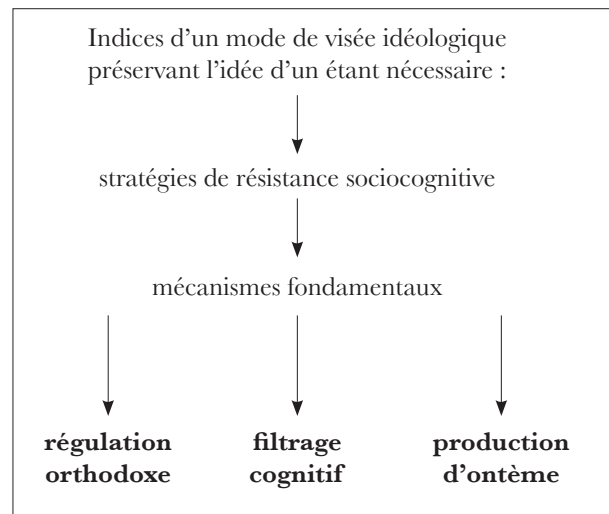 Indices d’un mode de visée idéologique
préservant l’idée d’un étant nécessaire :
stratégies de résistance sociocognitive
mécanismes fondamentaux
régulation
orthodoxe
filtrage
cognitif
production
d’ontème